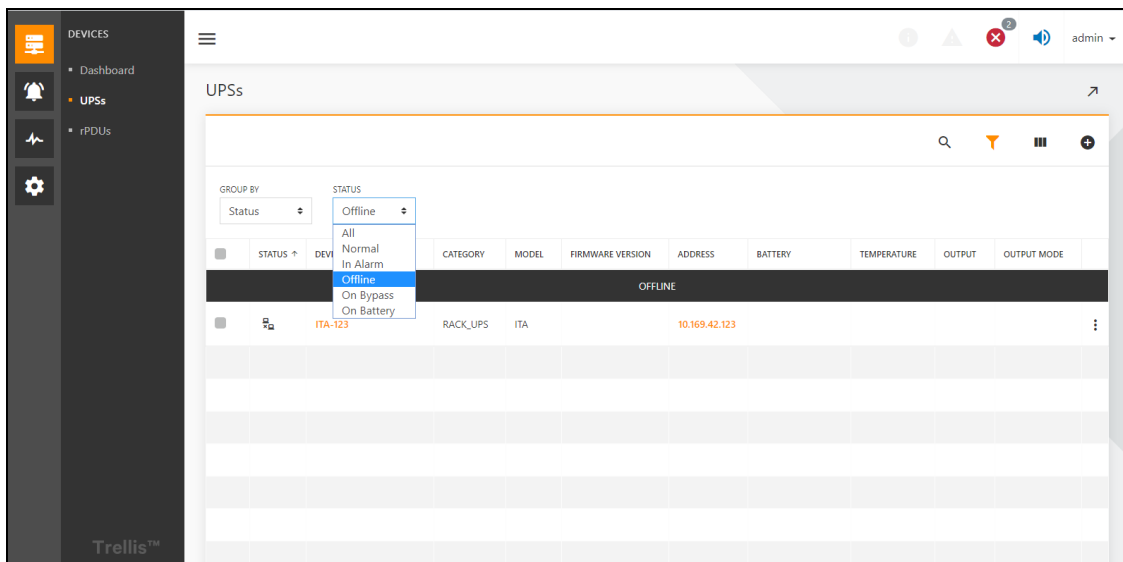 DEVICES
Dashboard
UPSs
rPDUs
Trellis™
2
admin
UPSs
GROUP BY
STATUS
Status
Offline
All
Normal
In Alarm
Offline
On Bypass
On Battery
STATUS ↑ DEVI CATEGORY MODEL FIRMWARE VERSION ADDRESS BATTERY TEMPERATURE OUTPUT OUTPUT MODE
OFFLINE
ITA-123 RACK_UPS ITA 10.169.42.123